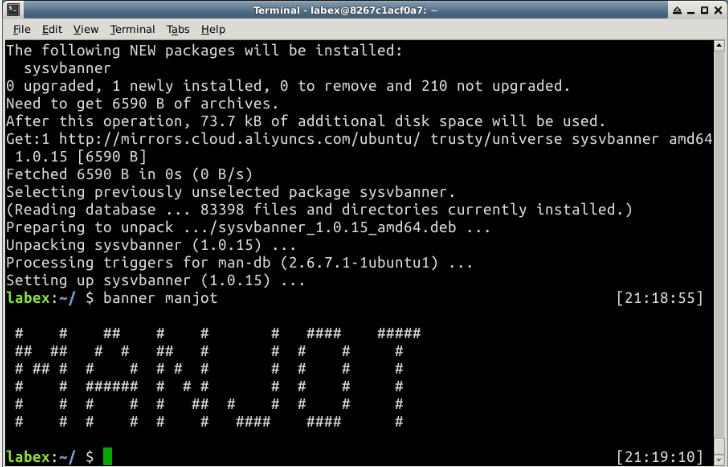 Terminal - labex@8267c1acf0a7: ~
File Edit View Terminal Tabs Help
The following NEW packages will be installed:
  sysvbanner
0 upgraded, 1 newly installed, 0 to remove and 210 not upgraded.
Need to get 6590 B of archives.
After this operation, 73.7 kB of additional disk space will be used.
Get:1 http://mirrors.cloud.aliyuncs.com/ubuntu/ trusty/universe sysvbanner amd64
 1.0.15 [6590 B]
Fetched 6590 B in 0s (0 B/s)
Selecting previously unselected package sysvbanner.
(Reading database ... 83398 files and directories currently installed.)
Preparing to unpack .../sysvbanner_1.0.15_amd64.deb ...
Unpacking sysvbanner (1.0.15) ...
Processing triggers for man-db (2.6.7.1-1ubuntu1) ...
Setting up sysvbanner (1.0.15) ...
labex:~/ $ banner manjot [21:18:55]
 #    #    ##    #    #       #   ####    #####
 ##  ##   #  #   ##   #       #  #    #     #
 # ## #  #    #  # #  #       #  #    #     #
 #    #  ######  #  # #       #  #    #     #
 #    #  #    #  #   ##  #    #  #    #     #
 #    #  #    #  #    #   ####    ####      #
labex:~/ $ [21:19:10]